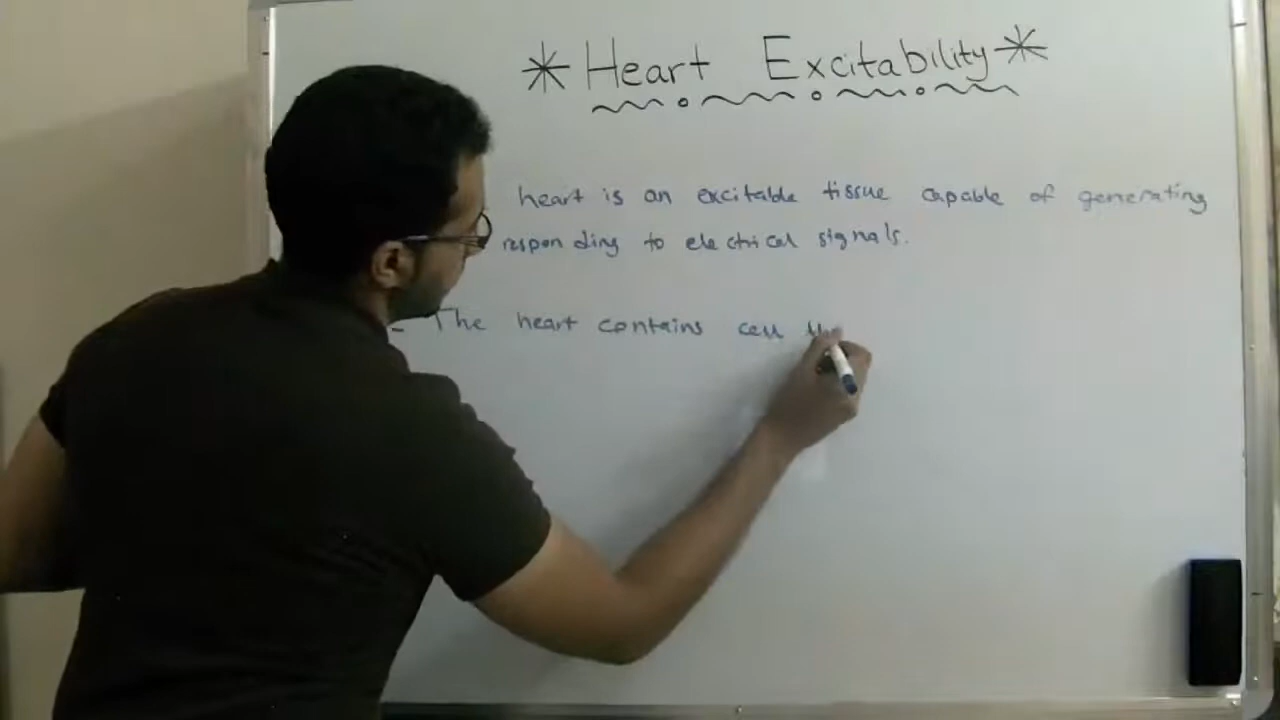 * Heart Excitability *
heart is an excitable tissue capable of generating
responding to electrical signals.
- The heart contains cell